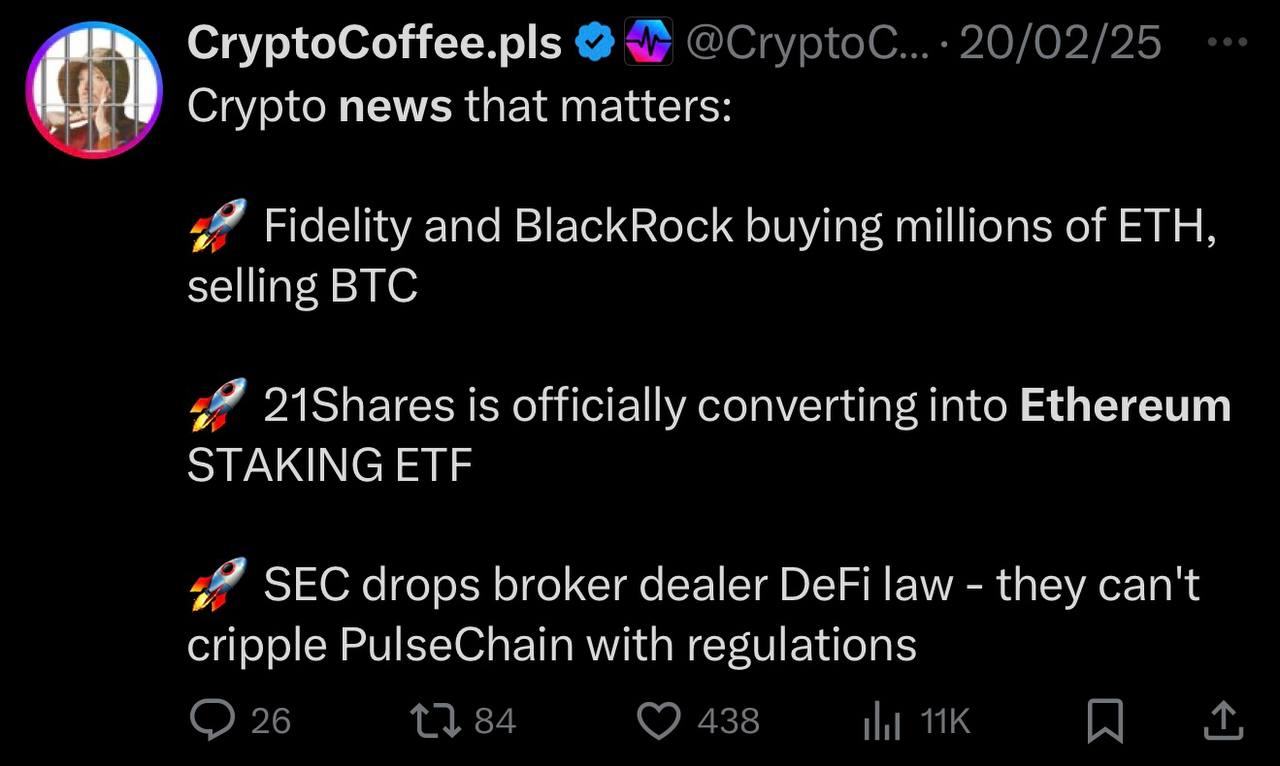 CryptoCoffee.pls @CryptoC... · 20/02/25
Crypto news that matters:
🚀 Fidelity and BlackRock buying millions of ETH,
selling BTC
🚀 21Shares is officially converting into Ethereum
STAKING ETF
🚀 SEC drops broker dealer DeFi law - they can't
cripple PulseChain with regulations
26 84 438 11K